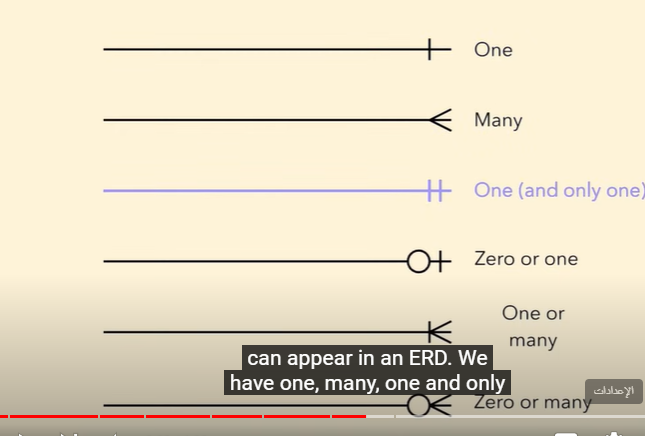 One
Many
One (and only one)
Zero or one
One or
many
can appear in an ERD. We
have one, many, one and only
الإعدادات
Zero or many